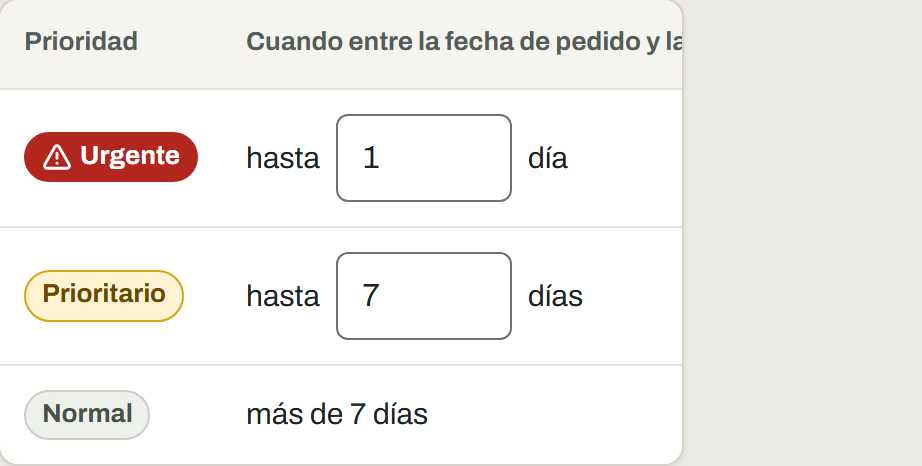 Prioridad Cuando entre la fecha de pedido y la
Urgente hasta 1 día
Prioritario hasta 7 días
Normal más de 7 días